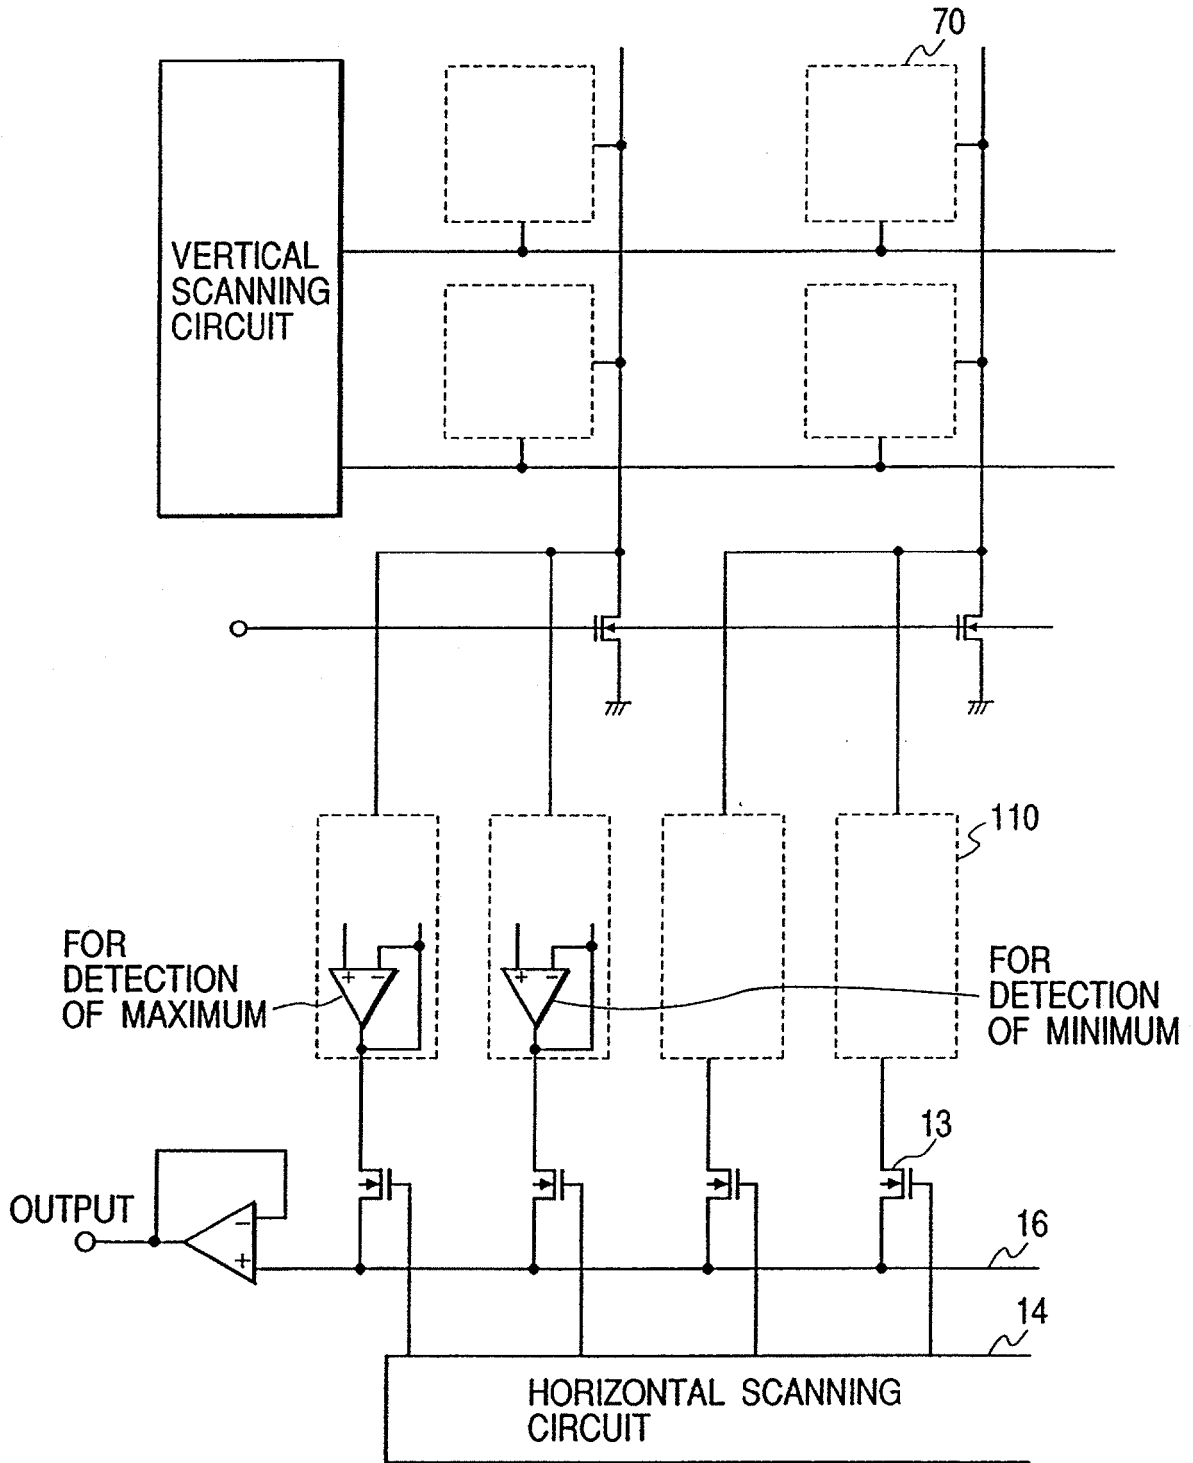 70
VERTICAL
SCANNING
CIRCUIT
110
FOR
DETECTION
OF MAXIMUM
+ −
+ −
FOR
DETECTION
OF MINIMUM
13
OUTPUT
−
+
16
14
HORIZONTAL SCANNING
CIRCUIT